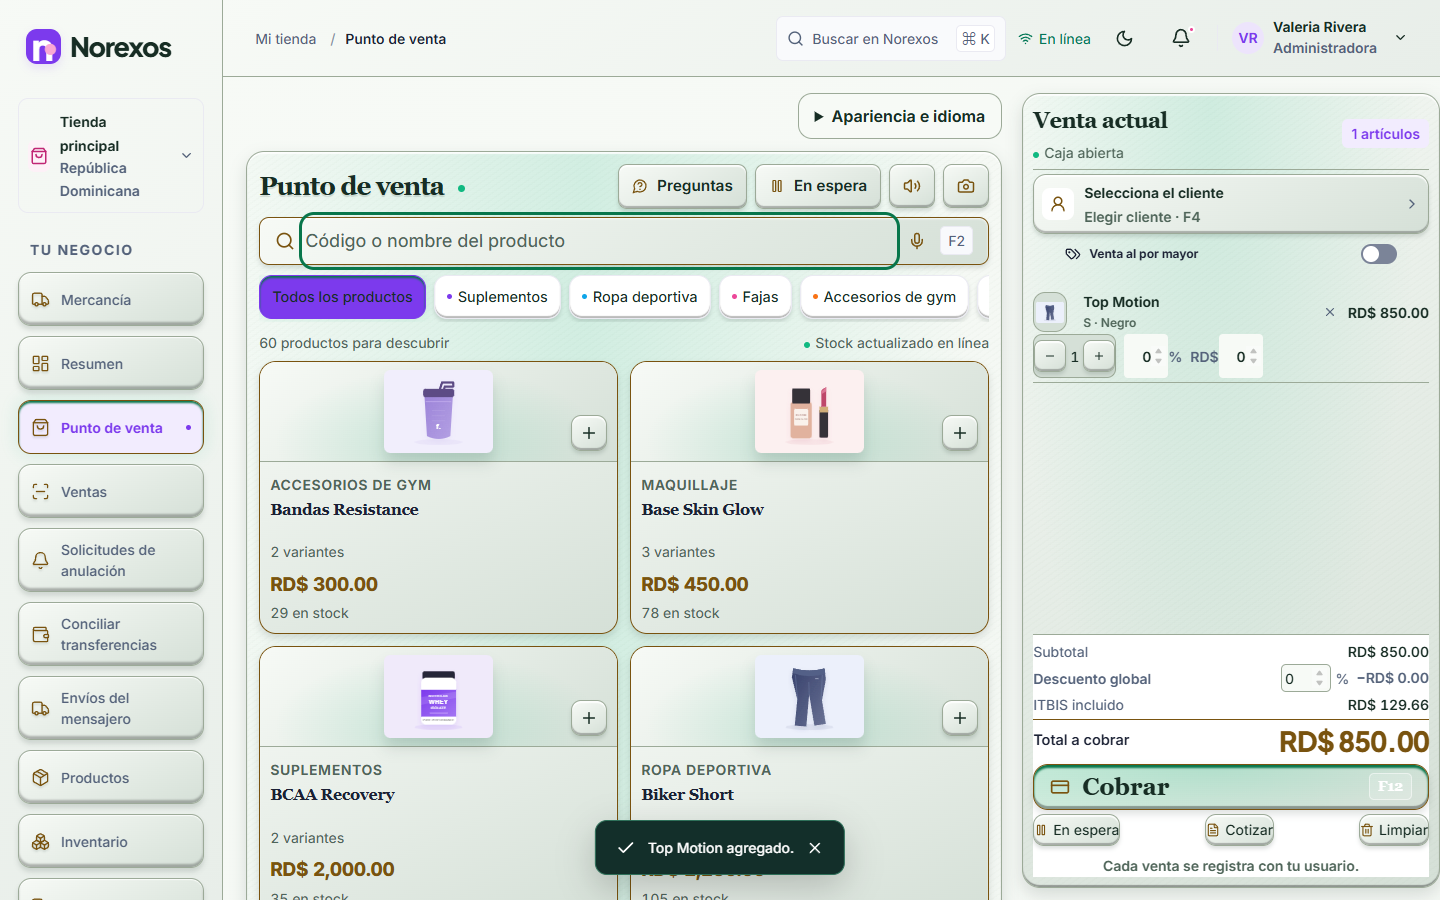 Norexos
Mi tienda / Punto de venta
Buscar en Norexos ⌘ K
En línea
VR
Valeria Rivera
Administradora
Tienda principal
República Dominicana
TU NEGOCIO
Mercancía
Resumen
Punto de venta
Ventas
Solicitudes de
anulación
Conciliar
transferencias
Envíos del
mensajero
Productos
Inventario
Apariencia e idioma
Punto de venta
Preguntas
En espera
Código o nombre del producto
F2
Todos los productos
Suplementos
Ropa deportiva
Fajas
Accesorios de gym
60 productos para descubrir
Stock actualizado en línea
ACCESORIOS DE GYM
Bandas Resistance
2 variantes
RD$ 300.00
29 en stock
MAQUILLAJE
Base Skin Glow
3 variantes
RD$ 450.00
78 en stock
WHEY
SUPLEMENTOS
BCAA Recovery
2 variantes
RD$ 2,000.00
35 en stock
ROPA DEPORTIVA
Biker Short
105 en stock
Top Motion agregado.
Venta actual
Caja abierta
1 artículos
Selecciona el cliente
Elegir cliente · F4
Venta al por mayor
Top Motion
S · Negro
× RD$ 850.00
− 1 + 0 % RD$ 0
Subtotal RD$ 850.00
Descuento global 0 % −RD$ 0.00
ITBIS incluido RD$ 129.66
Total a cobrar RD$ 850.00
Cobrar F12
En espera
Cotizar
Limpiar
Cada venta se registra con tu usuario.